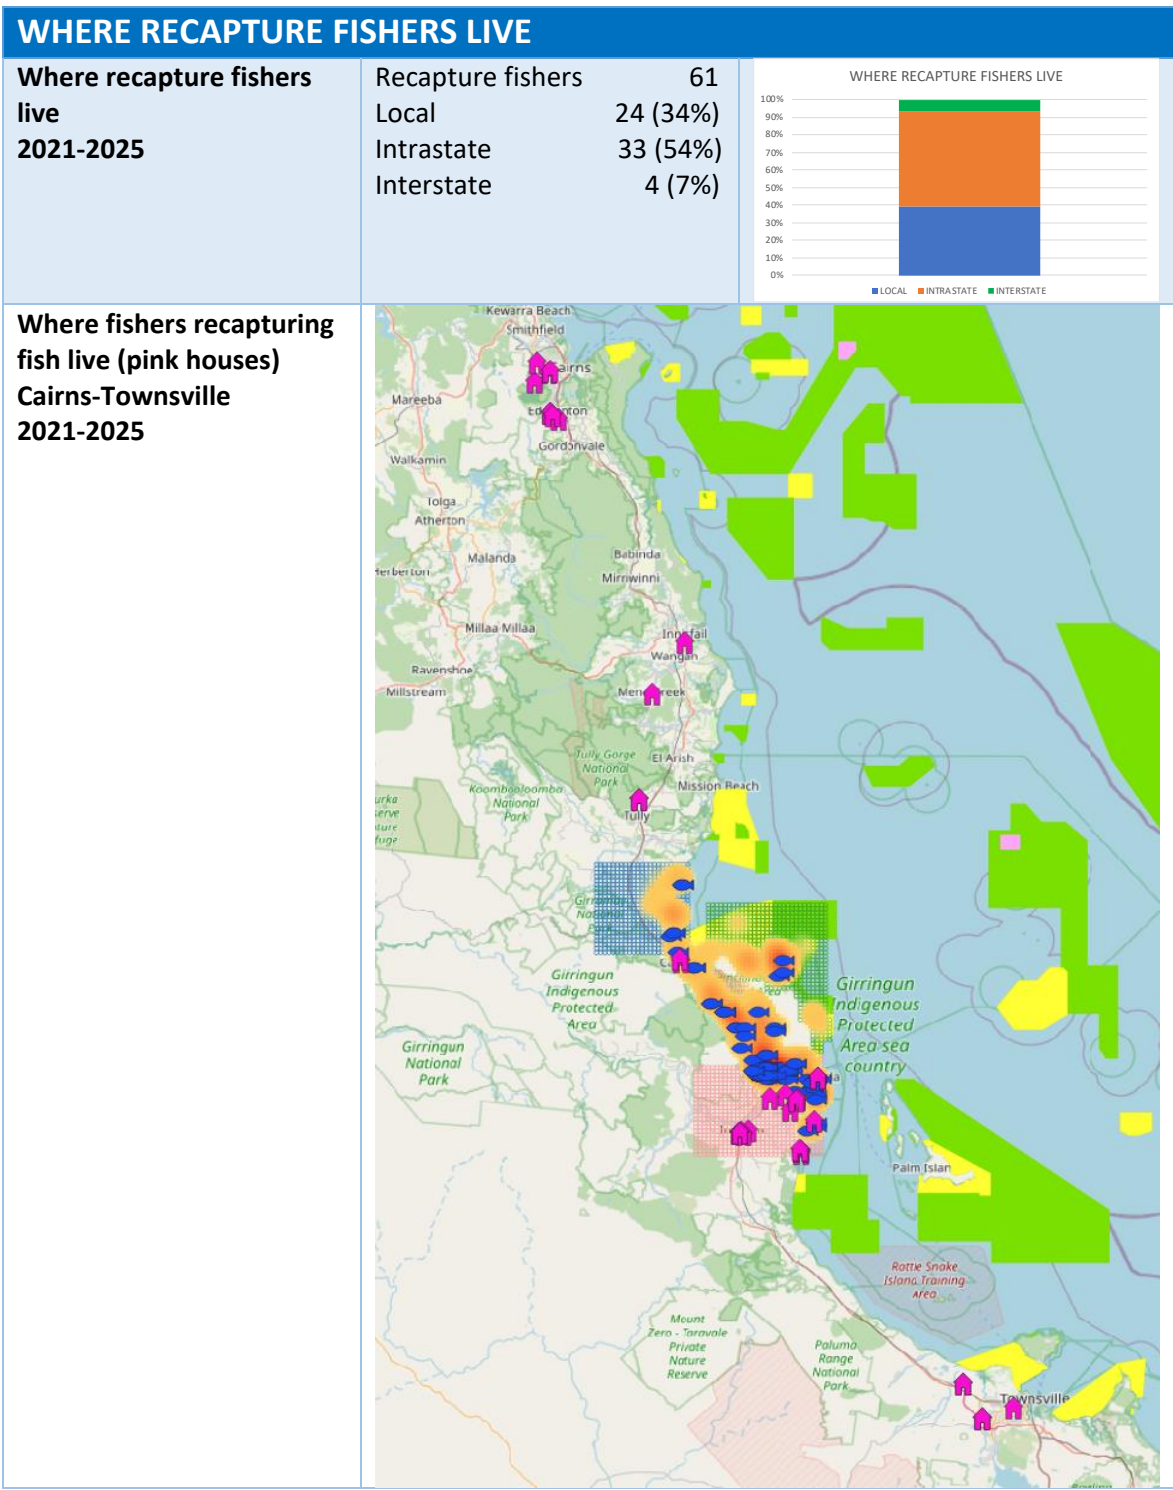 WHERE RECAPTURE FISHERS LIVE
Where recapture fishers
live
2021-2025
Recapture fishers 61
Local 24 (34%)
Intrastate 33 (54%)
Interstate 4 (7%)
WHERE RECAPTURE FISHERS LIVE
100%
90%
80%
70%
60%
50%
40%
30%
20%
10%
0%
LOCAL INTRASTATE INTERSTATE
Where fishers recapturing
fish live (pink houses)
Cairns-Townsville
2021-2025
Kewarra Beach
Smithfield
Mareeba
Gordonvale
Walkamin
Tolga
Atherton
Malanda
Babinda
Mirriwinni
Millaa Millaa
Wangan
Ravenshoe
Millstream
El Arish
Tully Gorge
National
Park
Mission Beach
Koombooloomba
National
Park
Tully
Girringun
Indigenous
Protected
Area
Girringun
Indigenous
Protected
Area sea
country
Girringun
National
Park
Palm Islan
Rattle Snake
Island Training
Area
Mount
Zero - Taravale
Private
Nature
Reserve
Paluma
Range
National
Park
Townsville